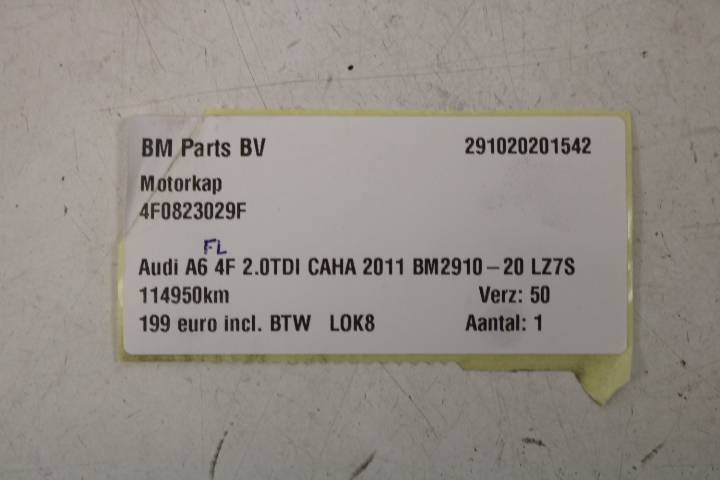 BM Parts BV 291020201542
Motorkap
4F0823029F
FL
Audi A6 4F 2.0TDI CAHA 2011 BM2910-20 LZ7S
114950km Verz: 50
199 euro incl. BTW LOK8 Aantal: 1